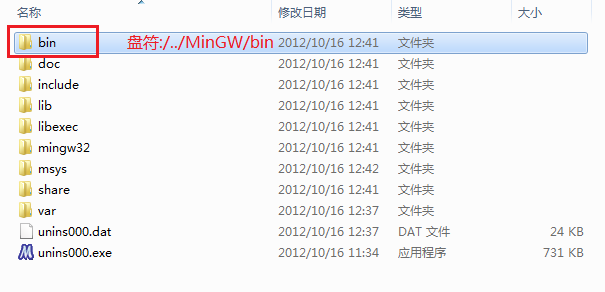 名称 修改日期 类型 大小
bin 盘符:/../MinGW/bin 2012/10/16 12:41 文件夹
doc 2012/10/16 12:41 文件夹
include 2012/10/16 12:41 文件夹
lib 2012/10/16 12:41 文件夹
libexec 2012/10/16 12:41 文件夹
mingw32 2012/10/16 12:41 文件夹
msys 2012/10/16 12:42 文件夹
share 2012/10/16 12:41 文件夹
var 2012/10/16 12:37 文件夹
unins000.dat 2012/10/16 12:37 DAT 文件 24 KB
unins000.exe 2012/10/16 11:34 应用程序 731 KB